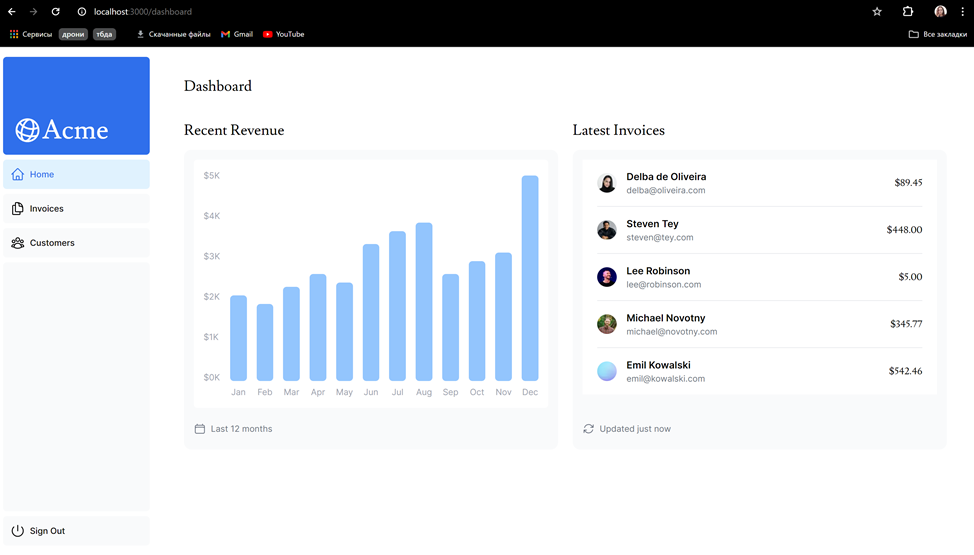 localhost:3000/dashboard
Сервисы дрони тбда Скачанные файлы Gmail YouTube Все закладки
Acme
Home
Invoices
Customers
Sign Out
Dashboard
Recent Revenue
$5K
$4K
$3K
$2K
$1K
$0K
Jan Feb Mar Apr May Jun Jul Aug Sep Oct Nov Dec
Last 12 months
Latest Invoices
Delba de Oliveira
delba@oliveira.com
$89.45
Steven Tey
steven@tey.com
$448.00
Lee Robinson
lee@robinson.com
$5.00
Michael Novotny
michael@novotny.com
$345.77
Emil Kowalski
emil@kowalski.com
$542.46
Updated just now